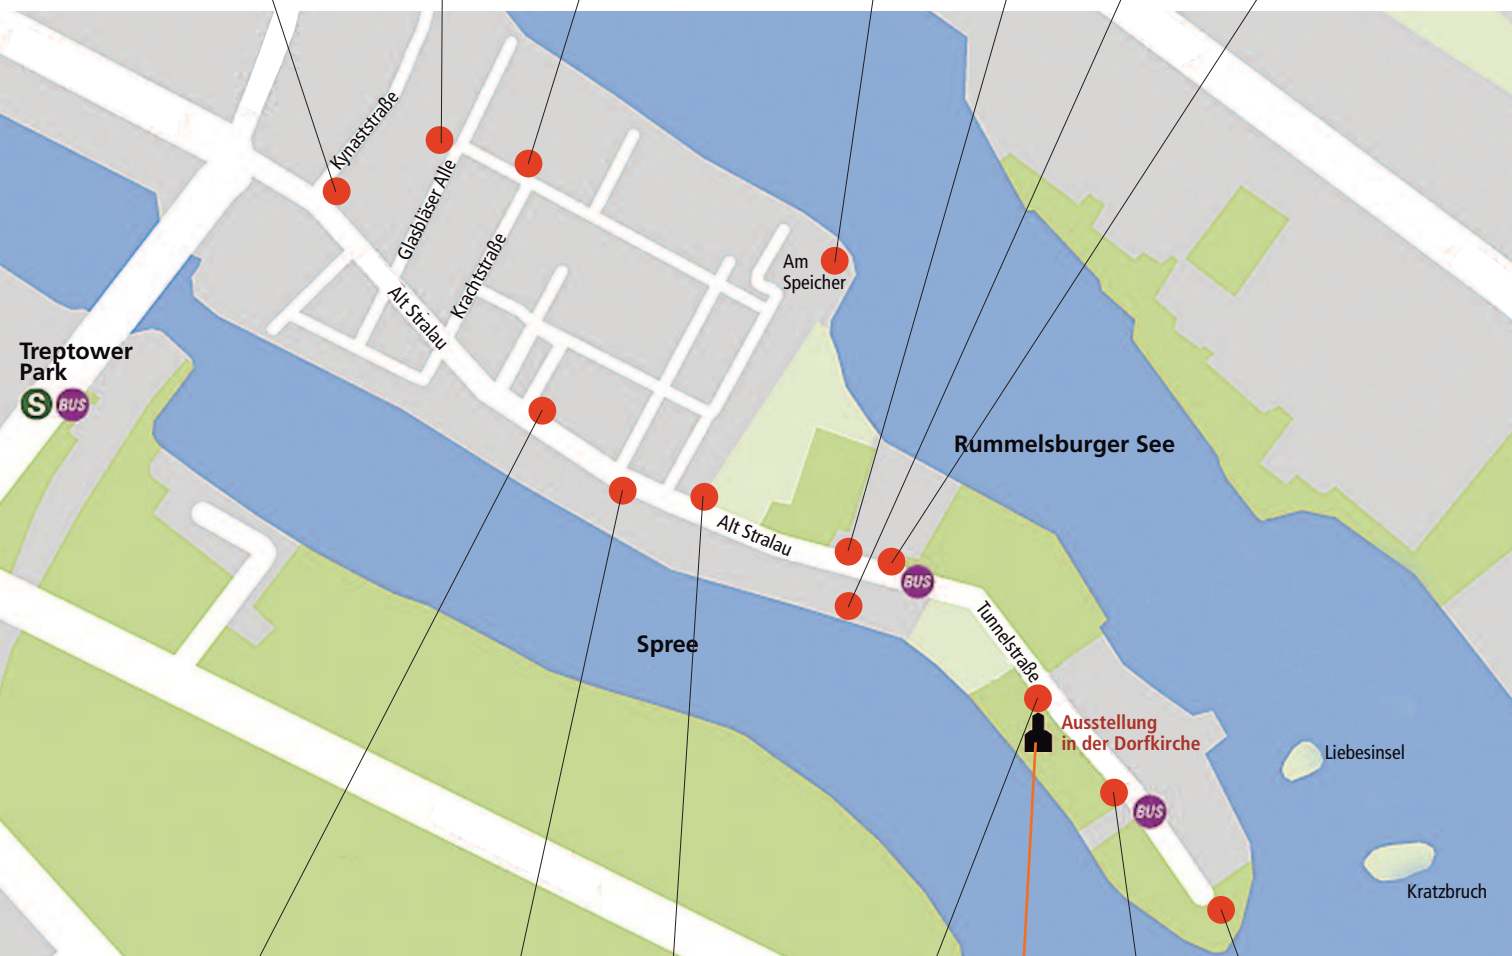 Kynaststraße
Glasbläser Alle
Krachtstraße
Alt Stralau
Am
Speicher
Treptower
Park
S
BUS
Rummelsburger See
Alt Stralau
BUS
Tunnelstraße
Spree
Ausstellung
in der Dorfkirche
Liebesinsel
BUS
Kratzbruch